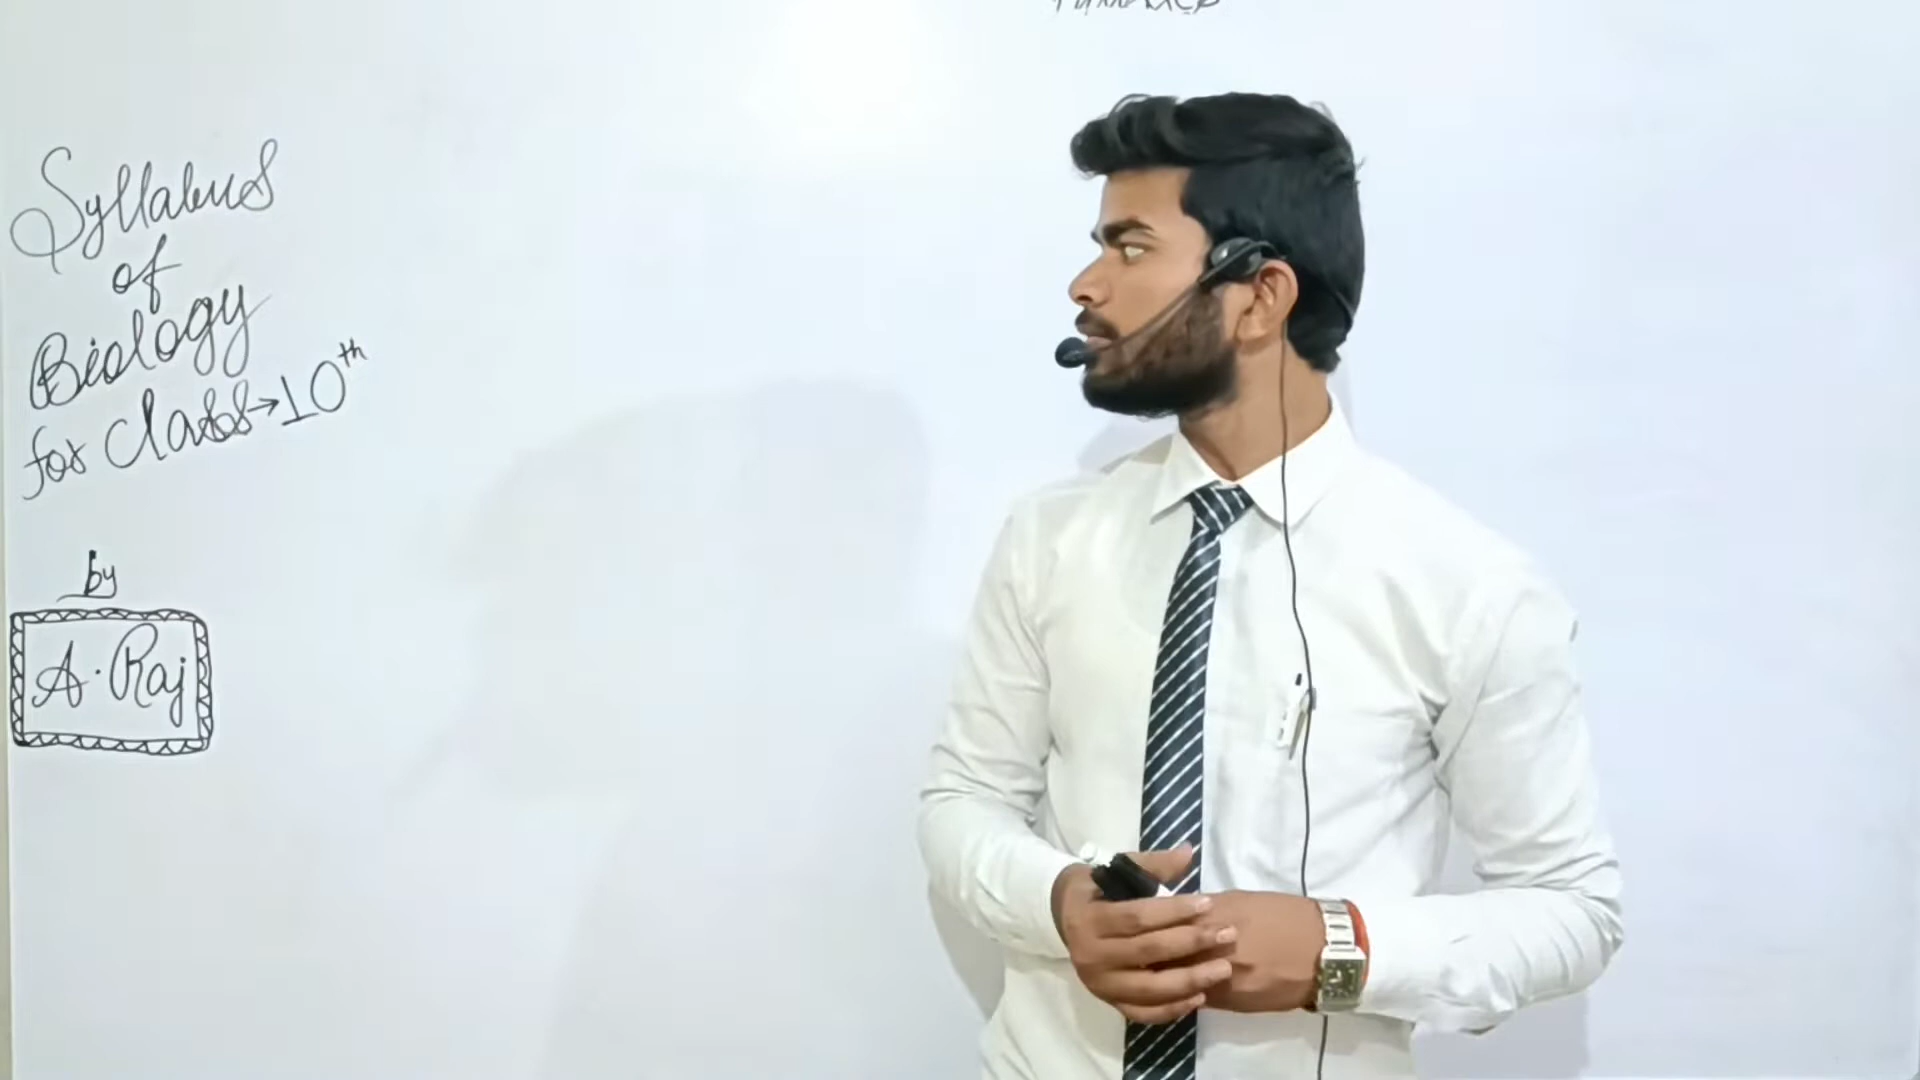 Syllabus
of
Biology
for Class→10th
by
A. Raj